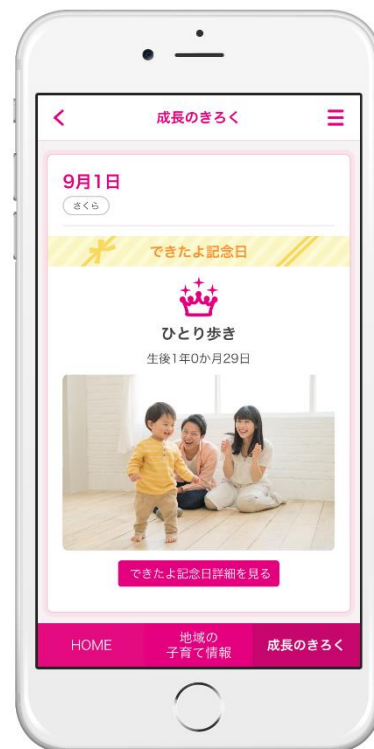 成長のきろく
9月1日
さくら
できたよ記念日
ひとり歩き
生後1年0か月29日
できたよ記念日詳細を見る
HOME
地域の
子育て情報
成長のきろく